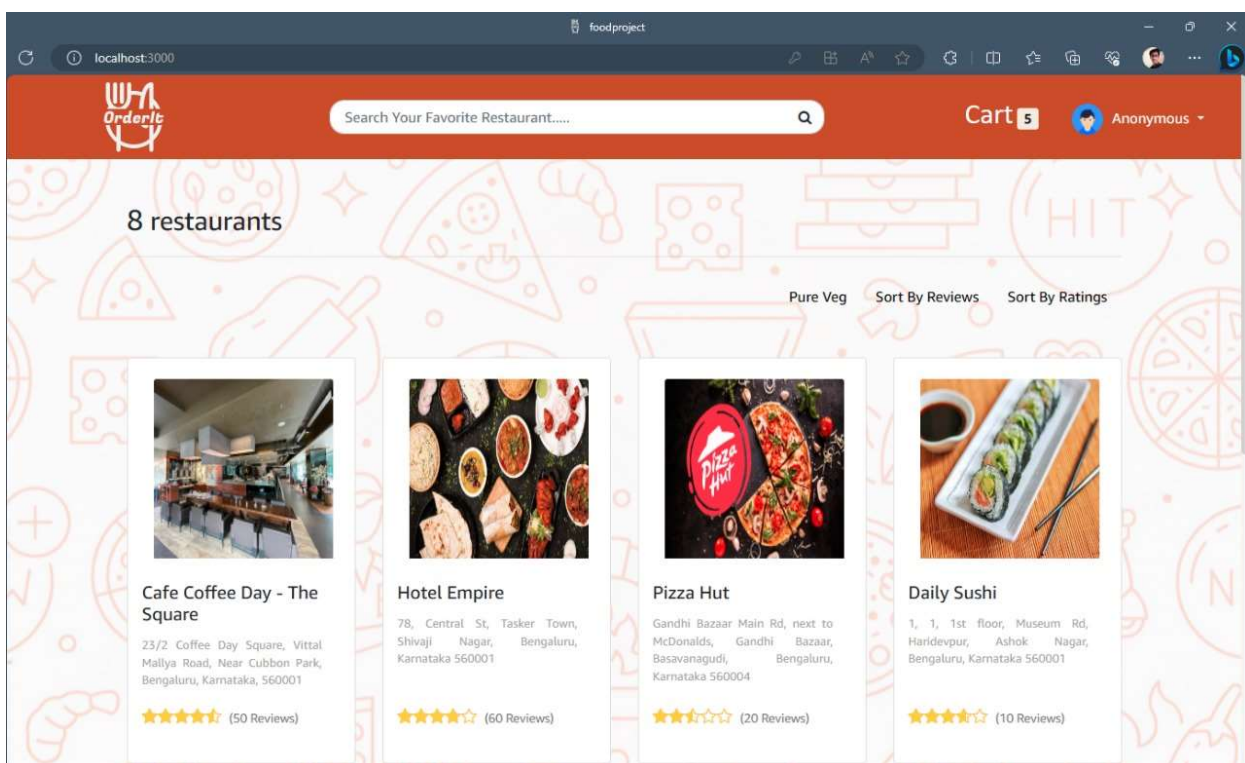 foodproject
localhost:3000
OrderIt
Search Your Favorite Restaurant.....
Cart 5
Anonymous
8 restaurants
HIT
Pure Veg Sort By Reviews Sort By Ratings
Pizza
Hut
Cafe Coffee Day - The
Square
23/2 Coffee Day Square, Vittal
Mallya Road, Near Cubbon Park,
Bengaluru, Karnataka, 560001
(50 Reviews)
Hotel Empire
78, Central St, Tasker Town,
Shivaji Nagar, Bengaluru,
Karnataka 560001
(60 Reviews)
Pizza Hut
Gandhi Bazaar Main Rd, next to
McDonalds, Gandhi Bazaar,
Basavanagudi, Bengaluru,
Karnataka 560004
(20 Reviews)
Daily Sushi
1, 1, 1st floor, Museum Rd,
Haridevpur, Ashok Nagar,
Bengaluru, Karnataka 560001
(10 Reviews)
N